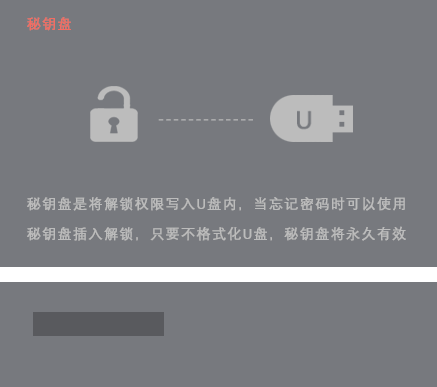 秘钥盘
U
秘钥盘是将解锁权限写入U盘内，当忘记密码时可以使用
秘钥盘插入解锁，只要不格式化U盘，秘钥盘将永久有效